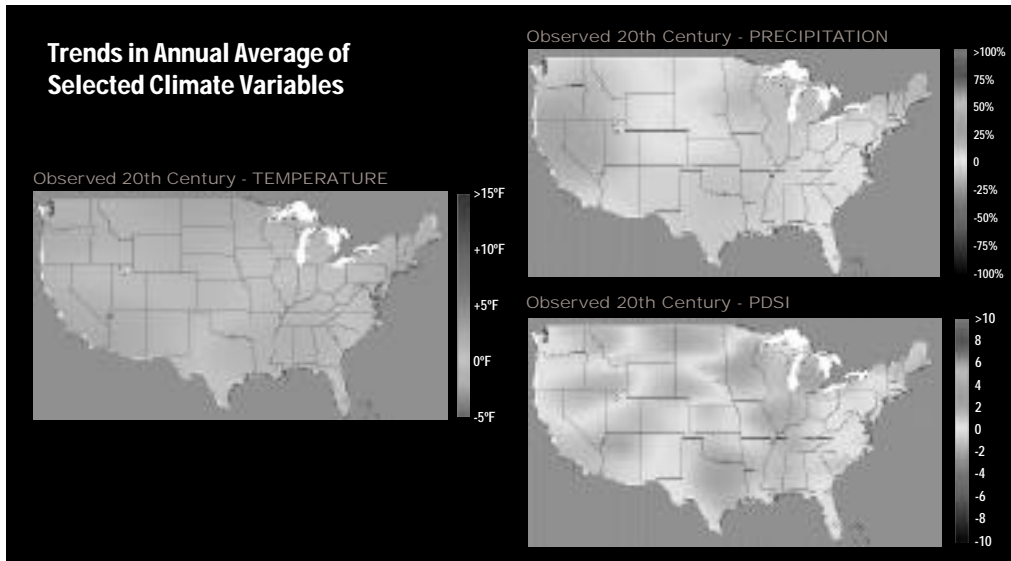 Trends in Annual Average of
Selected Climate Variables
Observed 20th Century - TEMPERATURE
>15ºF
+10ºF
+5ºF
0ºF
-5ºF
Observed 20th Century - PRECIPITATION
>100%
75%
50%
25%
0
-25%
-50%
-75%
-100%
Observed 20th Century - PDSI
>10
8
6
4
2
0
-2
-4
-6
-8
-10